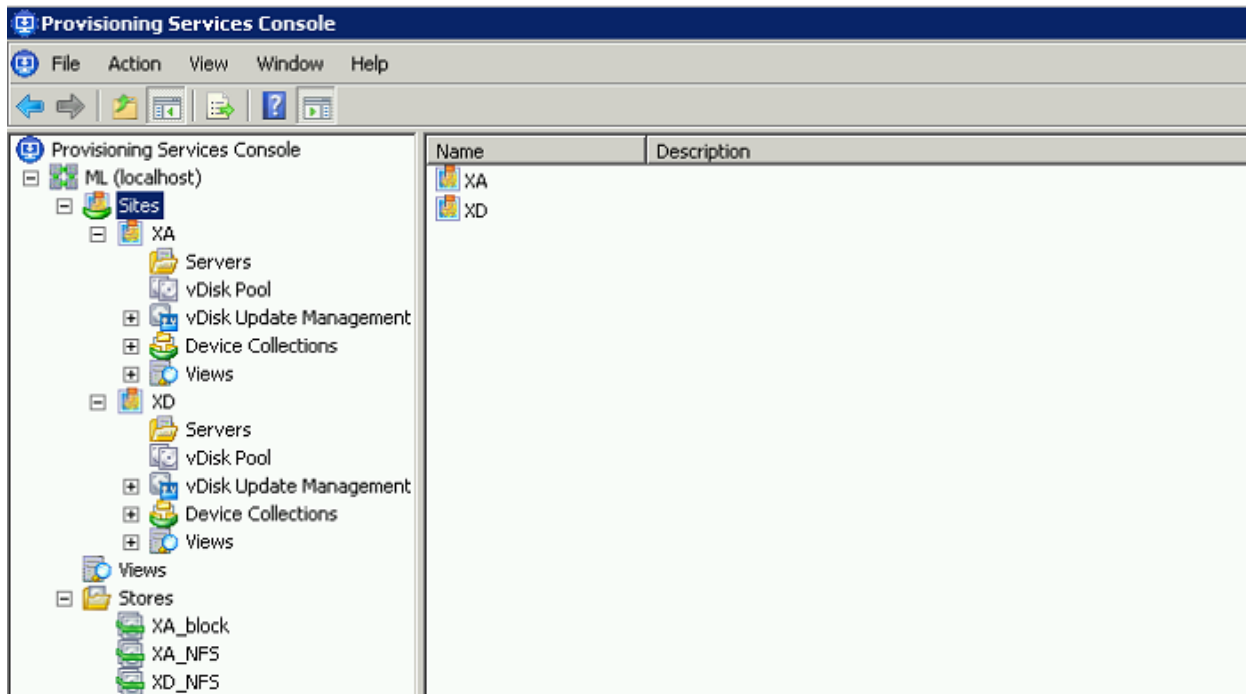 Provisioning Services Console
File Action View Window Help
Provisioning Services Console
ML (localhost)
Sites
XA
Servers
vDisk Pool
vDisk Update Management
Device Collections
Views
XD
Servers
vDisk Pool
vDisk Update Management
Device Collections
Views
Views
Stores
XA_block
XA_NFS
XD_NFS
Name Description
XA
XD